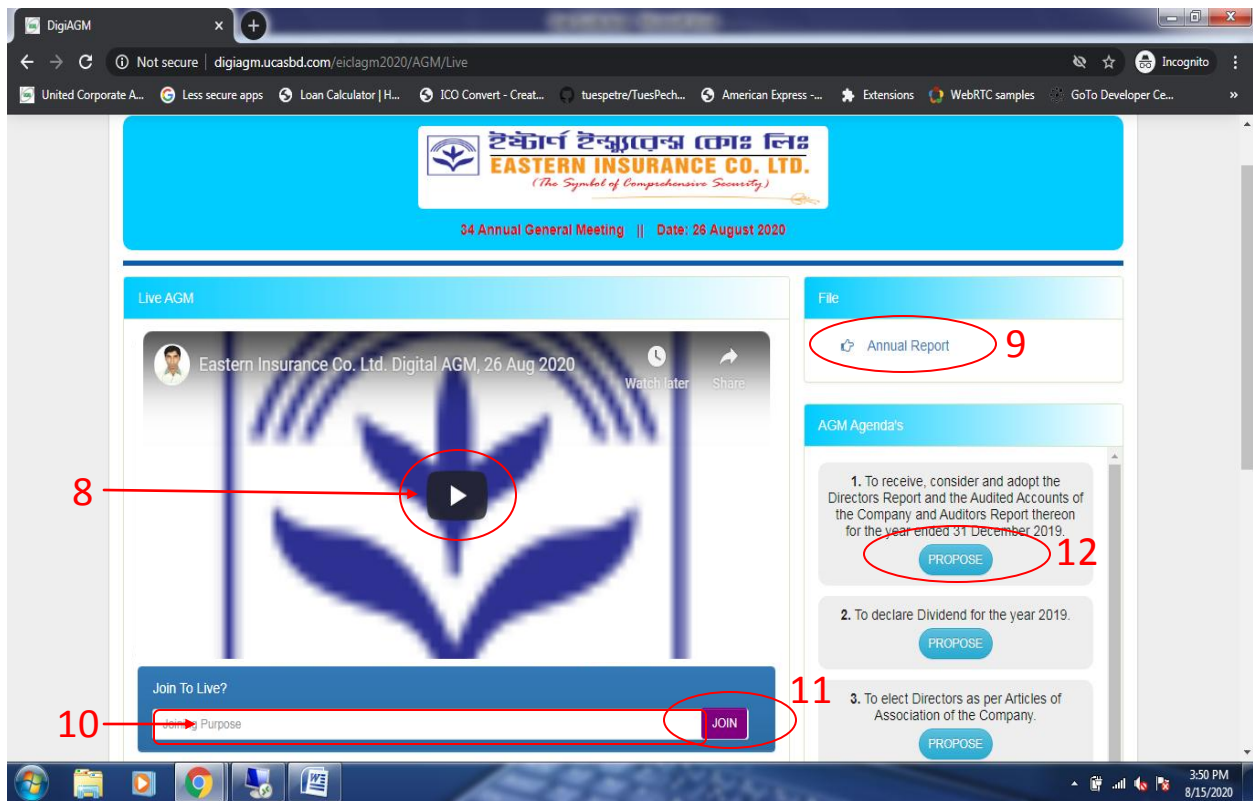 DigiAGM
Not secure | digiagm.ucasbd.com/eiclagm2020/AGM/Live
Incognito
United Corporate A...
Less secure apps
Loan Calculator | H...
ICO Convert - Creat...
tuespetre/TuesPech...
American Express -...
Extensions
WebRTC samples
GoTo Developer Ce...
»
ইষ্টার্ণ ইন্স্যুরেন্স কোঃ লিঃ
EASTERN INSURANCE CO. LTD.
(The Symbol of Comprehensive Security)
34 Annual General Meeting || Date: 26 August 2020
Live AGM
Eastern Insurance Co. Ltd. Digital AGM, 26 Aug 2020
Watch later
Share
8
Join To Live?
10
Joining Purpose
JOIN
11
File
Annual Report
9
AGM Agenda's
1. To receive, consider and adopt the
Directors Report and the Audited Accounts of
the Company and Auditors Report thereon
for the year ended 31 December 2019.
PROPOSE
12
2. To declare Dividend for the year 2019.
PROPOSE
3. To elect Directors as per Articles of
Association of the Company.
PROPOSE
3:50 PM
8/15/2020